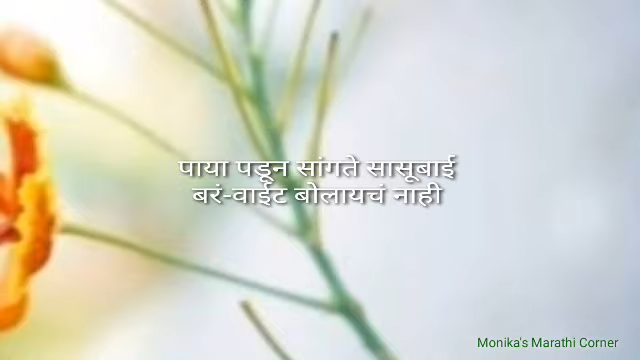 पाया पडून सांगते सासूबाई
बरं-वाईट बोलायचं नाही
Monika's Marathi Corner